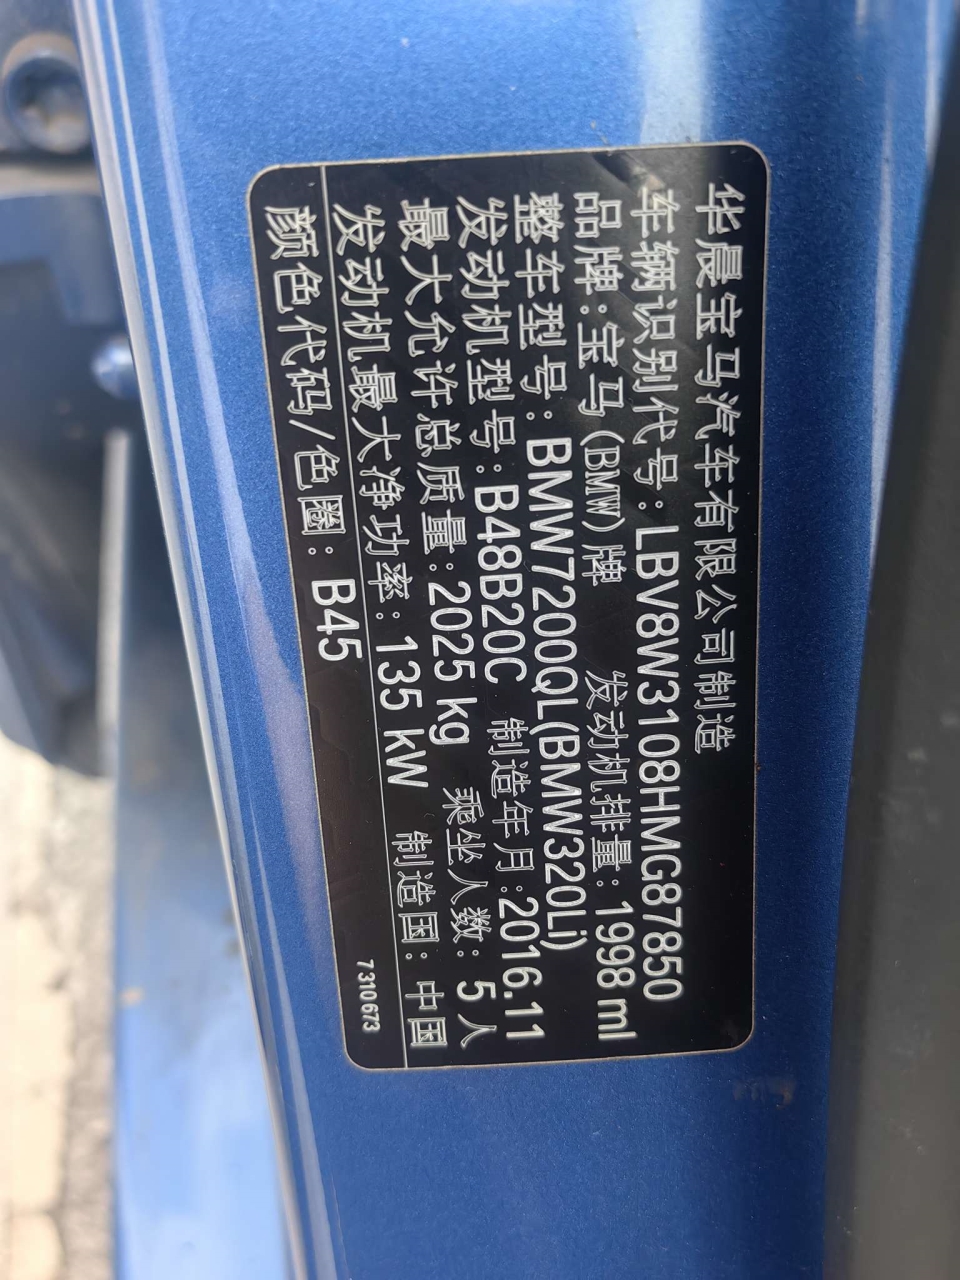 华晨宝马汽车有限公司制造
车辆识别代号：LBV8W3108HMG87850
品牌：宝马(BMW)牌 发动机排量：1998 ml
整车型号：BMW7200QL(BMW320Li)
发动机型号：B48B20C 制造年月：2016.11
最大允许总质量：2025 kg 乘坐人数：5人
发动机最大净功率：135 kW 制造国：中国
颜色代码/色圈：B45
7310673